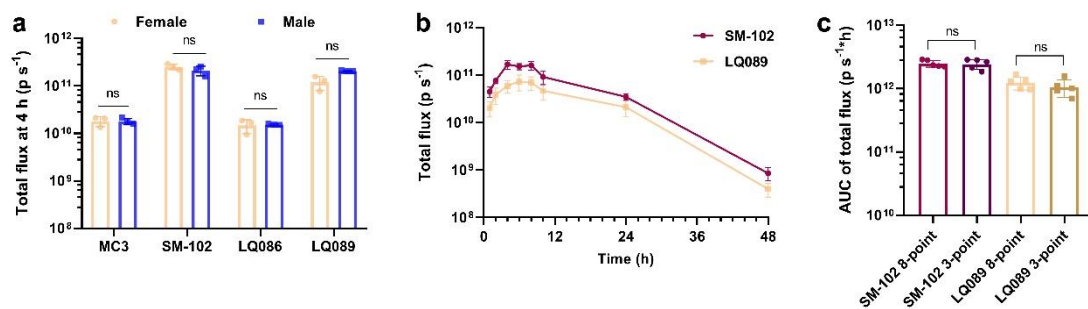 a
Female
Male
Total flux at 4 h (p s⁻¹)
10¹²
10¹¹
10¹⁰
10⁹
10⁸
ns
ns
ns
ns
MC3
SM-102
LQ086
LQ089
b
Total flux (p s⁻¹)
10¹²
10¹¹
10¹⁰
10⁹
10⁸
SM-102
LQ089
0
12
24
36
48
Time (h)
c
AUC of total flux (p s⁻¹*h)
10¹³
10¹²
10¹¹
10¹⁰
ns
ns
SM-102 8-point
SM-102 3-point
LQ089 8-point
LQ089 3-point